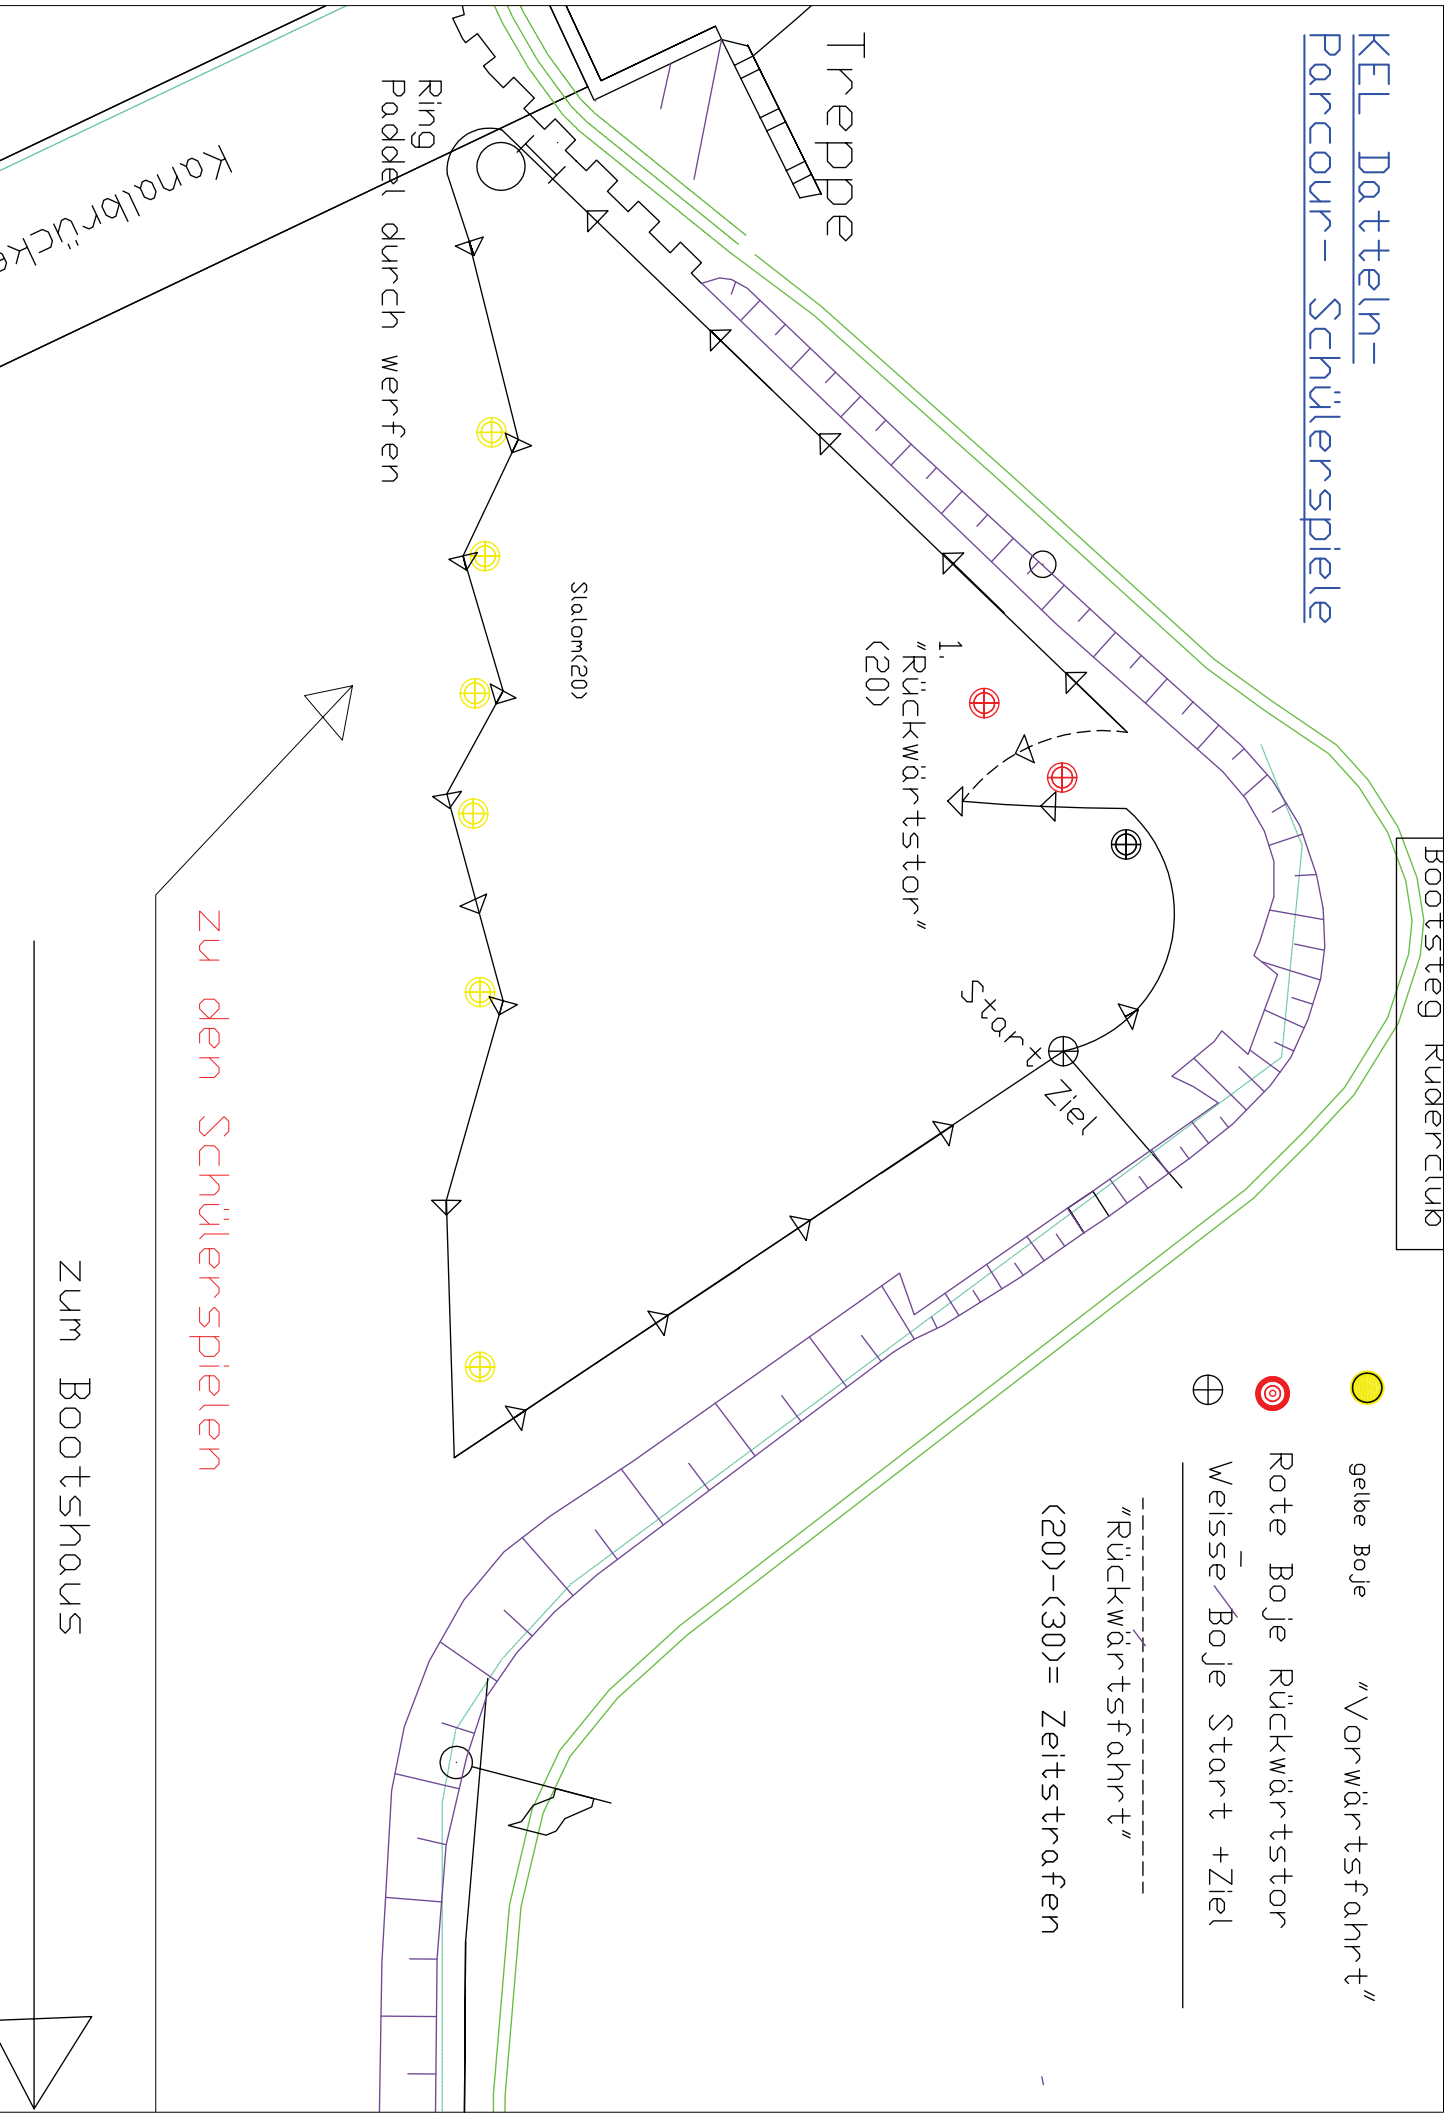 KEL Datteln-
Parcour- Schülerspiele
Treppe
Ring
Paddel durch werfen
Kanalbrücke
Slalom(20)
1.
"Rückwärtstor"
(20)
Start
Ziel
Bootsteg Ruderclub
gelbe Boje
"Vorwärtsfahrt"
Rote Boje Rückwärtstor
Weisse Boje Start +Ziel
"Rückwärtsfahrt"
(20)-(30)= Zeitstrafen
zu den Schülerspielen
zum Bootshaus